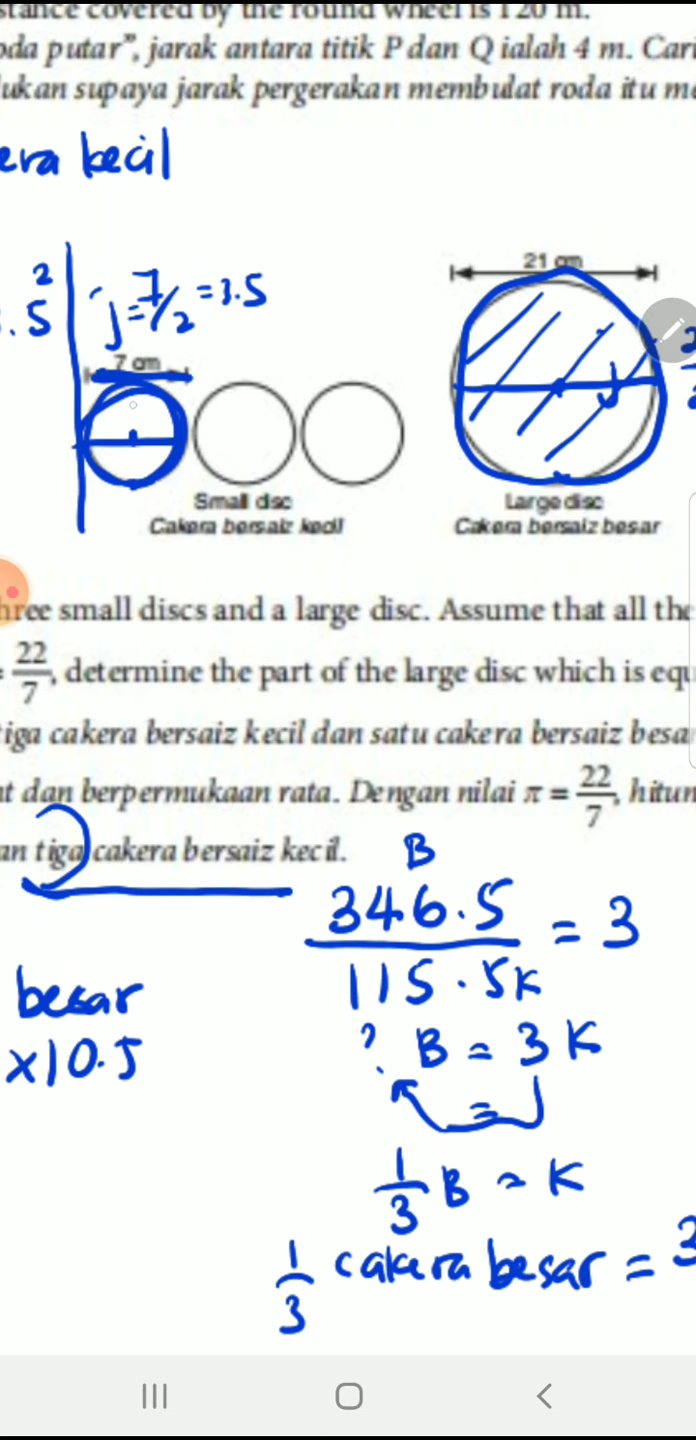 stance covered by the round wheel is 120 m.
oda putar”, jarak antara titik P dan Q ialah 4 m. Cari
lukan supaya jarak pergerakan membulat roda itu me
era kecil
2
.5
j = 7/2 = 3.5
7 cm
21 cm
Small disc
Cakera bersaiz kecil
Large disc
Cakera bersaiz besar
hree small discs and a large disc. Assume that all the
= 22/7, determine the part of the large disc which is equ
tiga cakera bersaiz kecil dan satu cakera bersaiz besa
at dan berpermukaan rata. Dengan nilai π = 22/7, hitun
an tiga cakera bersaiz kecil.
B
346.5 / 115.5K = 3
besar
×10.5
? B = 3K
=
1/3 B = K
1/3 cakera besar = 3